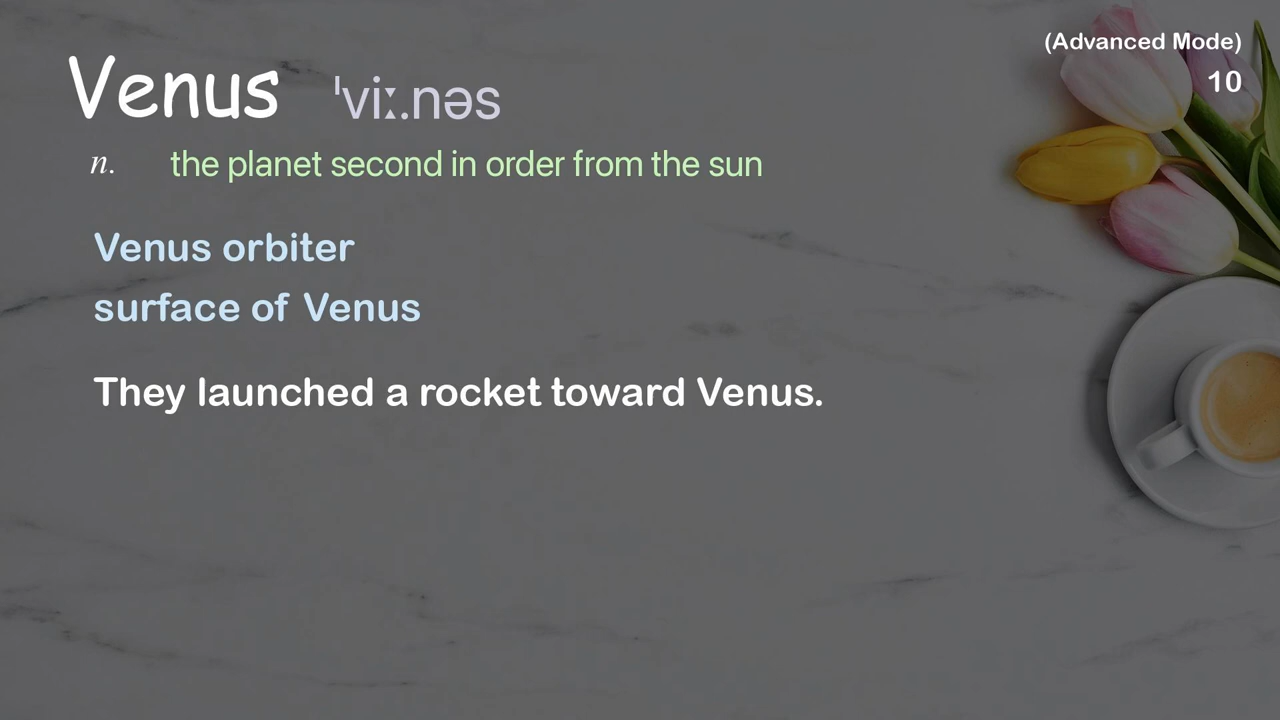 (Advanced Mode)
10
Venus ˈviː.nəs
n. the planet second in order from the sun
Venus orbiter
surface of Venus
They launched a rocket toward Venus.